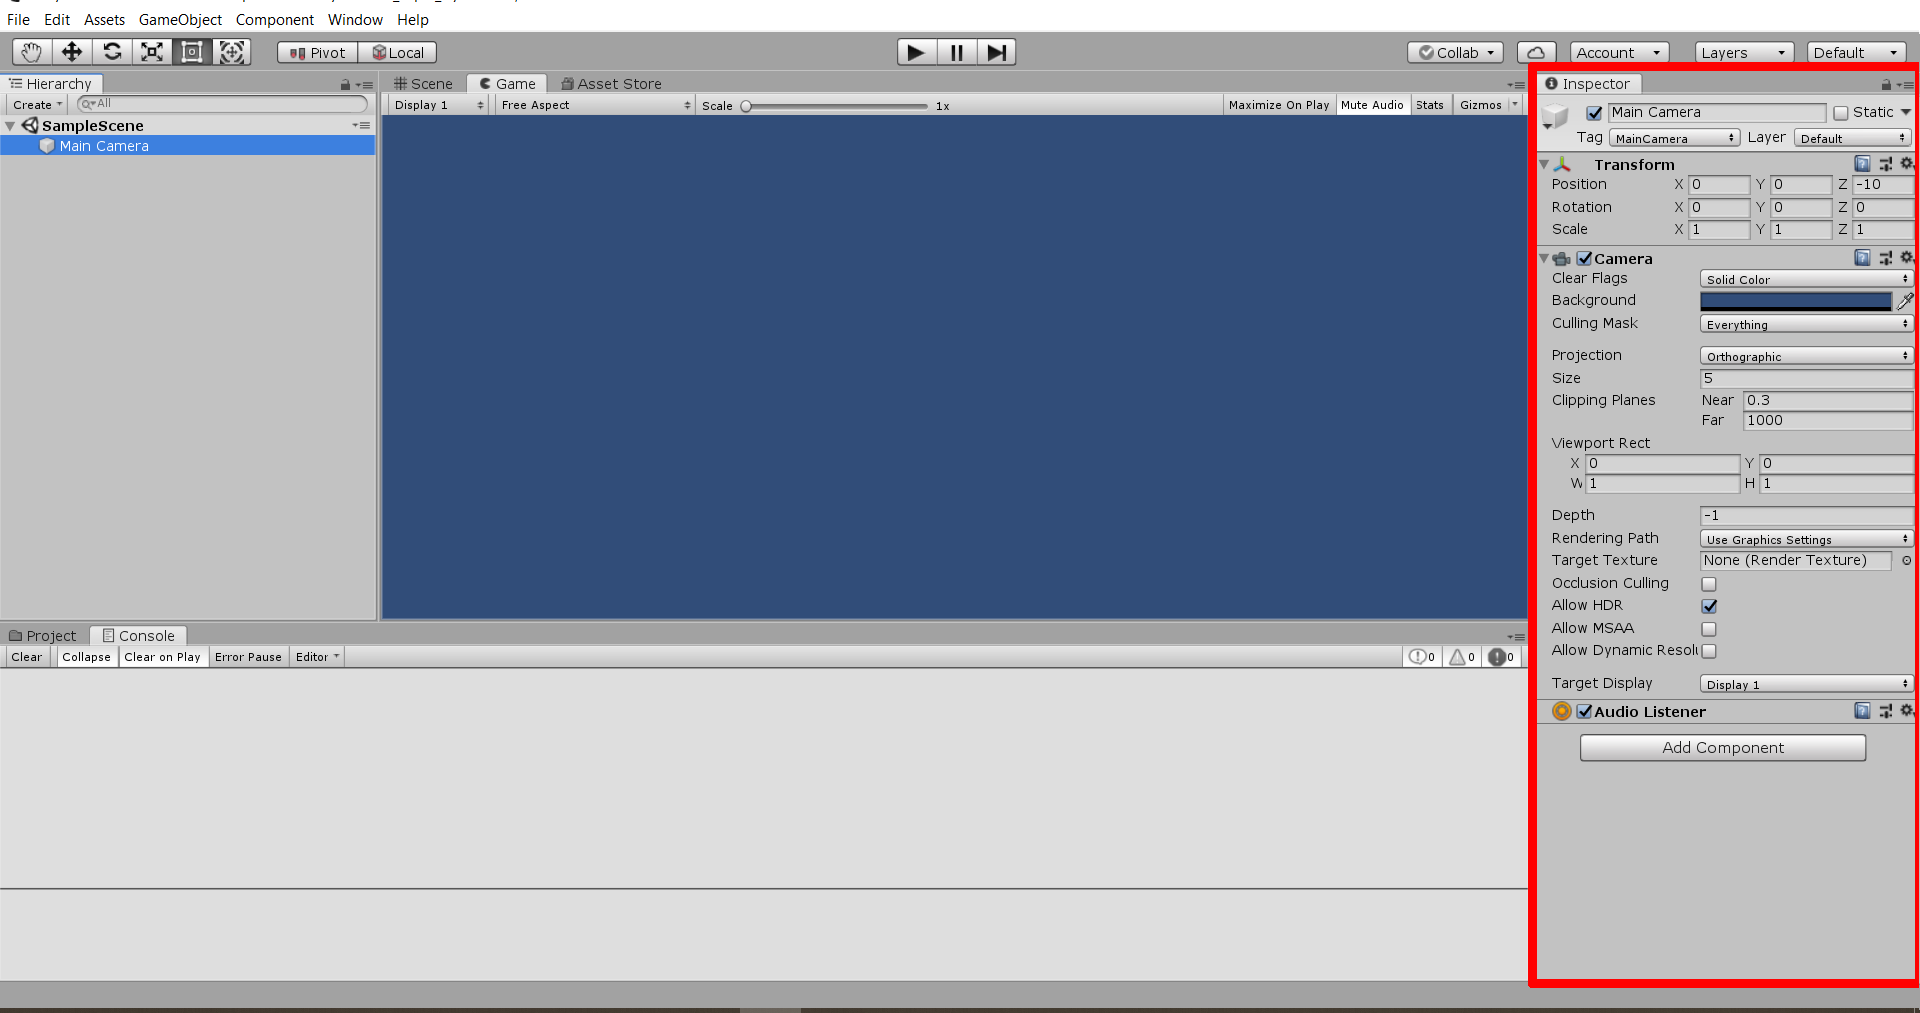 File Edit Assets GameObject Component Window Help
Pivot Local Collab Account Layers Default
Hierarchy
Create All
SampleScene
Main Camera
Scene Game Asset Store
Display 1 Free Aspect Scale 1x Maximize On Play Mute Audio Stats Gizmos
Project Console
Clear Collapse Clear on Play Error Pause Editor 0 0 0
Inspector
Main Camera Static
Tag MainCamera Layer Default
Transform
Position X 0 Y 0 Z -10
Rotation X 0 Y 0 Z 0
Scale X 1 Y 1 Z 1
Camera
Clear Flags Solid Color
Background
Culling Mask Everything
Projection Orthographic
Size 5
Clipping Planes Near 0.3
Far 1000
Viewport Rect
X 0 Y 0
W 1 H 1
Depth -1
Rendering Path Use Graphics Settings
Target Texture None (Render Texture)
Occlusion Culling
Allow HDR
Allow MSAA
Allow Dynamic Resolu
Target Display Display 1
Audio Listener
Add Component